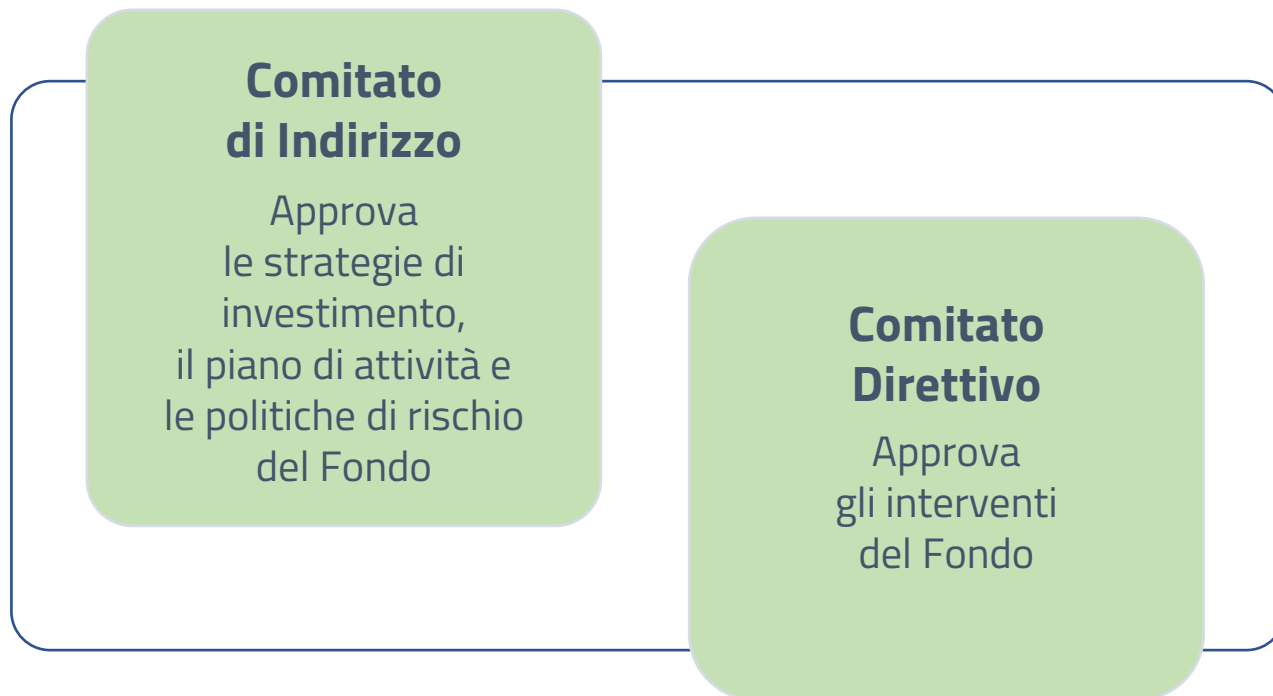 Comitato
di Indirizzo
Approva
le strategie di
investimento,
il piano di attività e
le politiche di rischio
del Fondo
Comitato
Direttivo
Approva
gli interventi
del Fondo